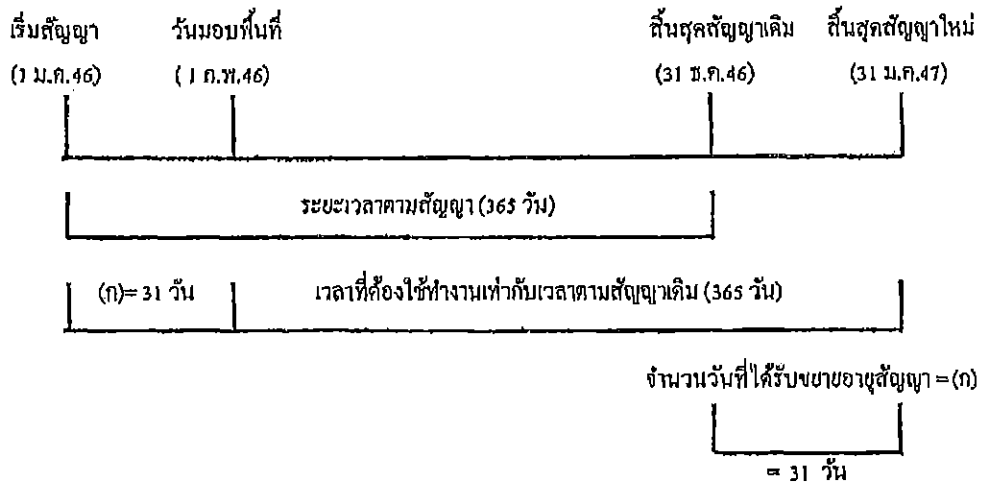 เริ่มสัญญา วันมอบพื้นที่ สิ้นสุดสัญญาเดิม สิ้นสุดสัญญาใหม่
(1 ม.ค.46) (1 ก.พ.46) (31 ธ.ค.46) (31 ม.ค.47)
ระยะเวลาตามสัญญา (365 วัน)
(ก)= 31 วัน เวลาที่ต้องใช้ทำงานเท่ากับเวลาตามสัญญาเดิม (365 วัน)
จำนวนวันที่ได้รับขยายอายุสัญญา =(ก)
= 31 วัน